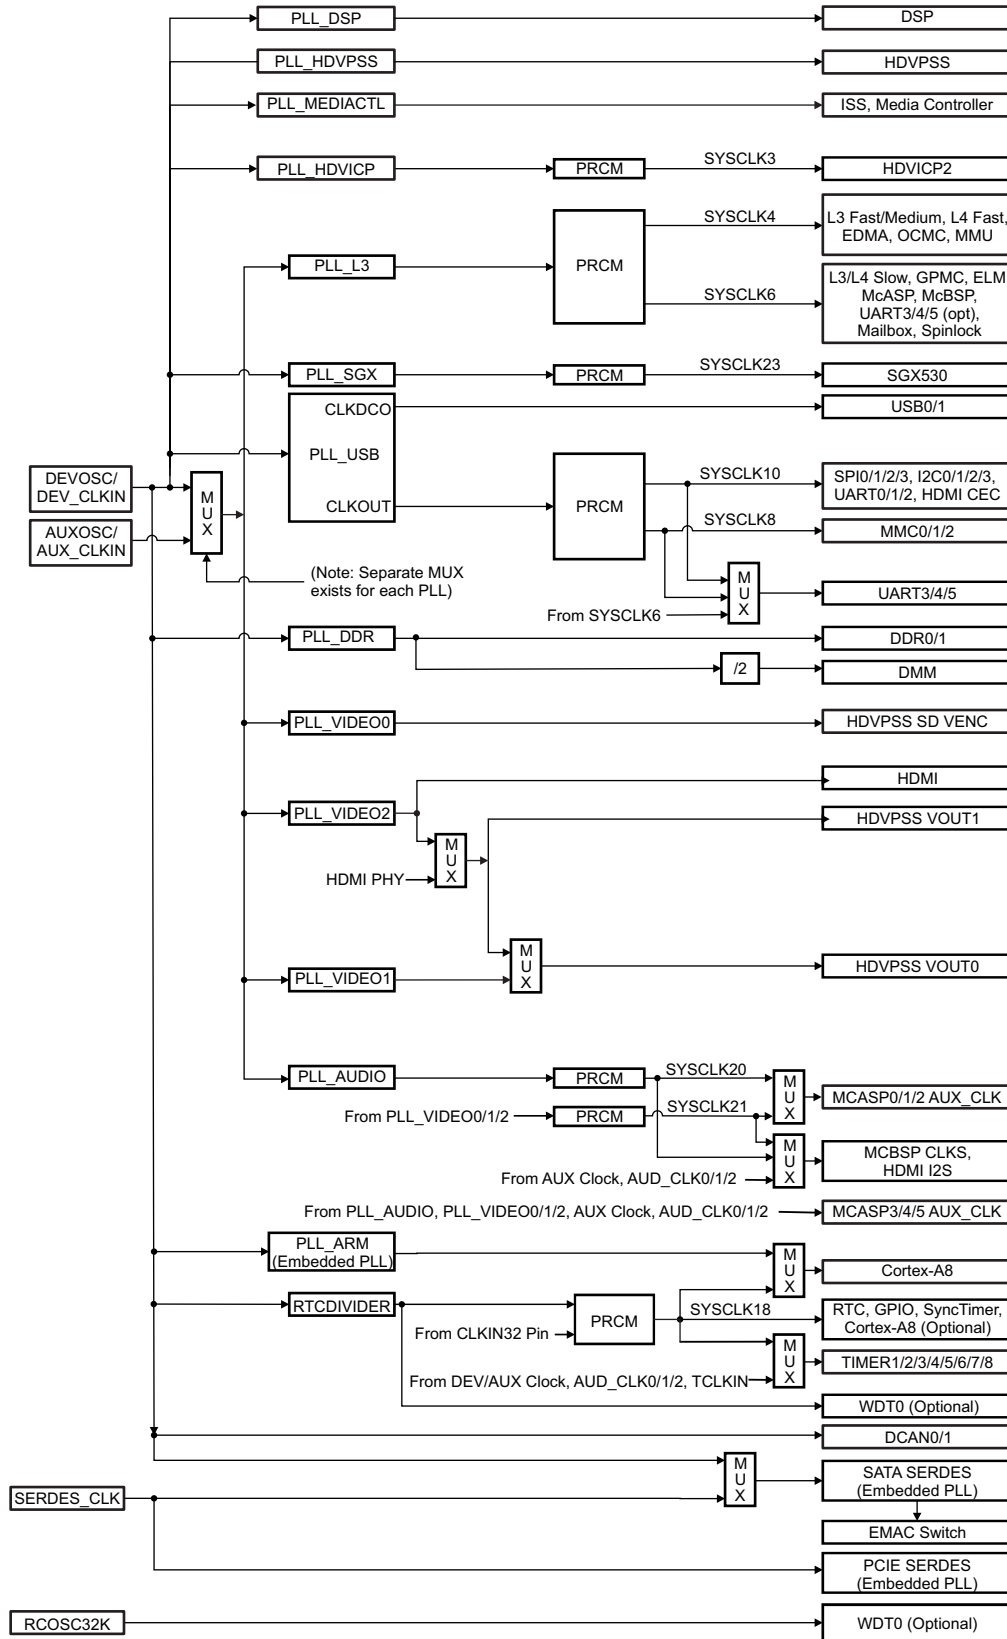 PLL_DSP
DSP
PLL_HDVPSS
HDVPSS
PLL_MEDIACTL
ISS, Media Controller
PLL_HDVICP
PRCM
SYSCLK3
HDVICP2
PLL_L3
PRCM
SYSCLK4
L3 Fast/Medium, L4 Fast,
EDMA, OCMC, MMU
SYSCLK6
L3/L4 Slow, GPMC, ELM
McASP, McBSP,
UART3/4/5 (opt),
Mailbox, Spinlock
PLL_SGX
PRCM
SYSCLK23
SGX530
CLKDCO
PLL_USB
CLKOUT
USB0/1
DEVOSC/
DEV_CLKIN
AUXOSC/
AUX_CLKIN
M
U
X
(Note: Separate MUX
exists for each PLL)
PRCM
SYSCLK10
SPI0/1/2/3, I2C0/1/2/3,
UART0/1/2, HDMI CEC
SYSCLK8
MMC0/1/2
M
U
X
From SYSCLK6
UART3/4/5
PLL_DDR
DDR0/1
/2
DMM
PLL_VIDEO0
HDVPSS SD VENC
HDMI
PLL_VIDEO2
HDVPSS VOUT1
M
U
X
HDMI PHY
M
U
X
HDVPSS VOUT0
PLL_VIDEO1
PLL_AUDIO
PRCM
SYSCLK20
M
U
X
MCASP0/1/2 AUX_CLK
From PLL_VIDEO0/1/2
PRCM
SYSCLK21
M
U
X
MCBSP CLKS,
HDMI I2S
From AUX Clock, AUD_CLK0/1/2
From PLL_AUDIO, PLL_VIDEO0/1/2, AUX Clock, AUD_CLK0/1/2
MCASP3/4/5 AUX_CLK
PLL_ARM
(Embedded PLL)
M
U
X
Cortex-A8
RTCDIVIDER
PRCM
SYSCLK18
RTC, GPIO, SyncTimer,
Cortex-A8 (Optional)
From CLKIN32 Pin
M
U
X
TIMER1/2/3/4/5/6/7/8
From DEV/AUX Clock, AUD_CLK0/1/2, TCLKIN
WDT0 (Optional)
DCAN0/1
M
U
X
SATA SERDES
(Embedded PLL)
SERDES_CLK
EMAC Switch
PCIE SERDES
(Embedded PLL)
RCOSC32K
WDT0 (Optional)